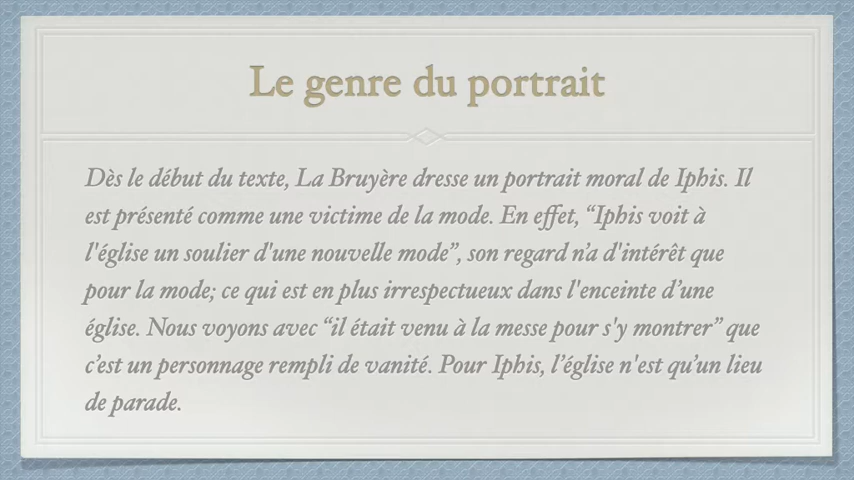 Le genre du portrait
Dès le début du texte, La Bruyère dresse un portrait moral de Iphis. Il
est présenté comme une victime de la mode. En effet, “Iphis voit à
l'église un soulier d'une nouvelle mode”, son regard n’a d'intérêt que
pour la mode; ce qui est en plus irrespectueux dans l'enceinte d’une
église. Nous voyons avec “il était venu à la messe pour s'y montrer” que
c’est un personnage rempli de vanité. Pour Iphis, l’église n'est qu’un lieu
de parade.